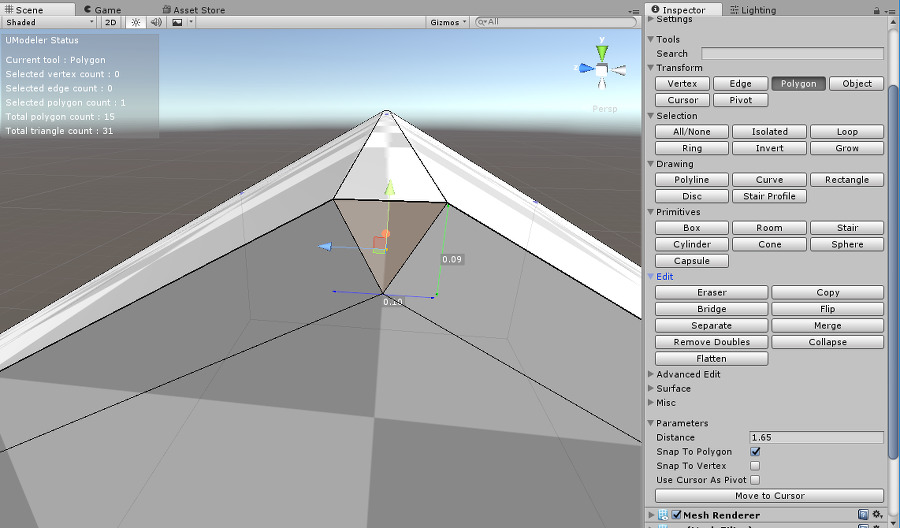 Scene
Game
Asset Store
Inspector
Lighting
Shaded
2D
Gizmos
All
Settings
UModeler Status
Current tool : Polygon
Selected vertex count : 0
Selected edge count : 0
Selected polygon count : 1
Total polygon count : 15
Total triangle count : 31
y
Persp
0.09
0.10
Tools
Search
Transform
Vertex
Edge
Polygon
Object
Cursor
Pivot
Selection
All/None
Isolated
Loop
Ring
Invert
Grow
Drawing
Polyline
Curve
Rectangle
Disc
Stair Profile
Primitives
Box
Room
Stair
Cylinder
Cone
Sphere
Capsule
Edit
Eraser
Copy
Bridge
Flip
Separate
Merge
Remove Doubles
Collapse
Flatten
Advanced Edit
Surface
Misc
Parameters
Distance
1.65
Snap To Polygon
Snap To Vertex
Use Cursor As Pivot
Move to Cursor
Mesh Renderer